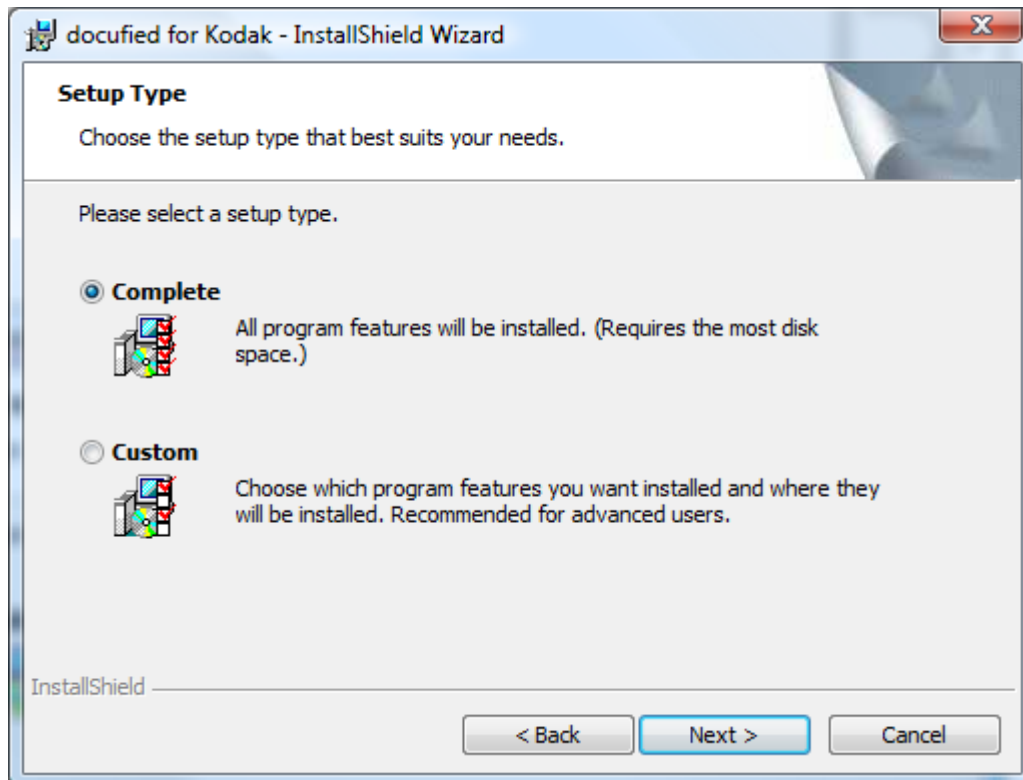 docufied for Kodak - InstallShield Wizard
Setup Type
Choose the setup type that best suits your needs.
Please select a setup type.
Complete
All program features will be installed. (Requires the most disk
space.)
Custom
Choose which program features you want installed and where they
will be installed. Recommended for advanced users.
InstallShield
< Back Next > Cancel